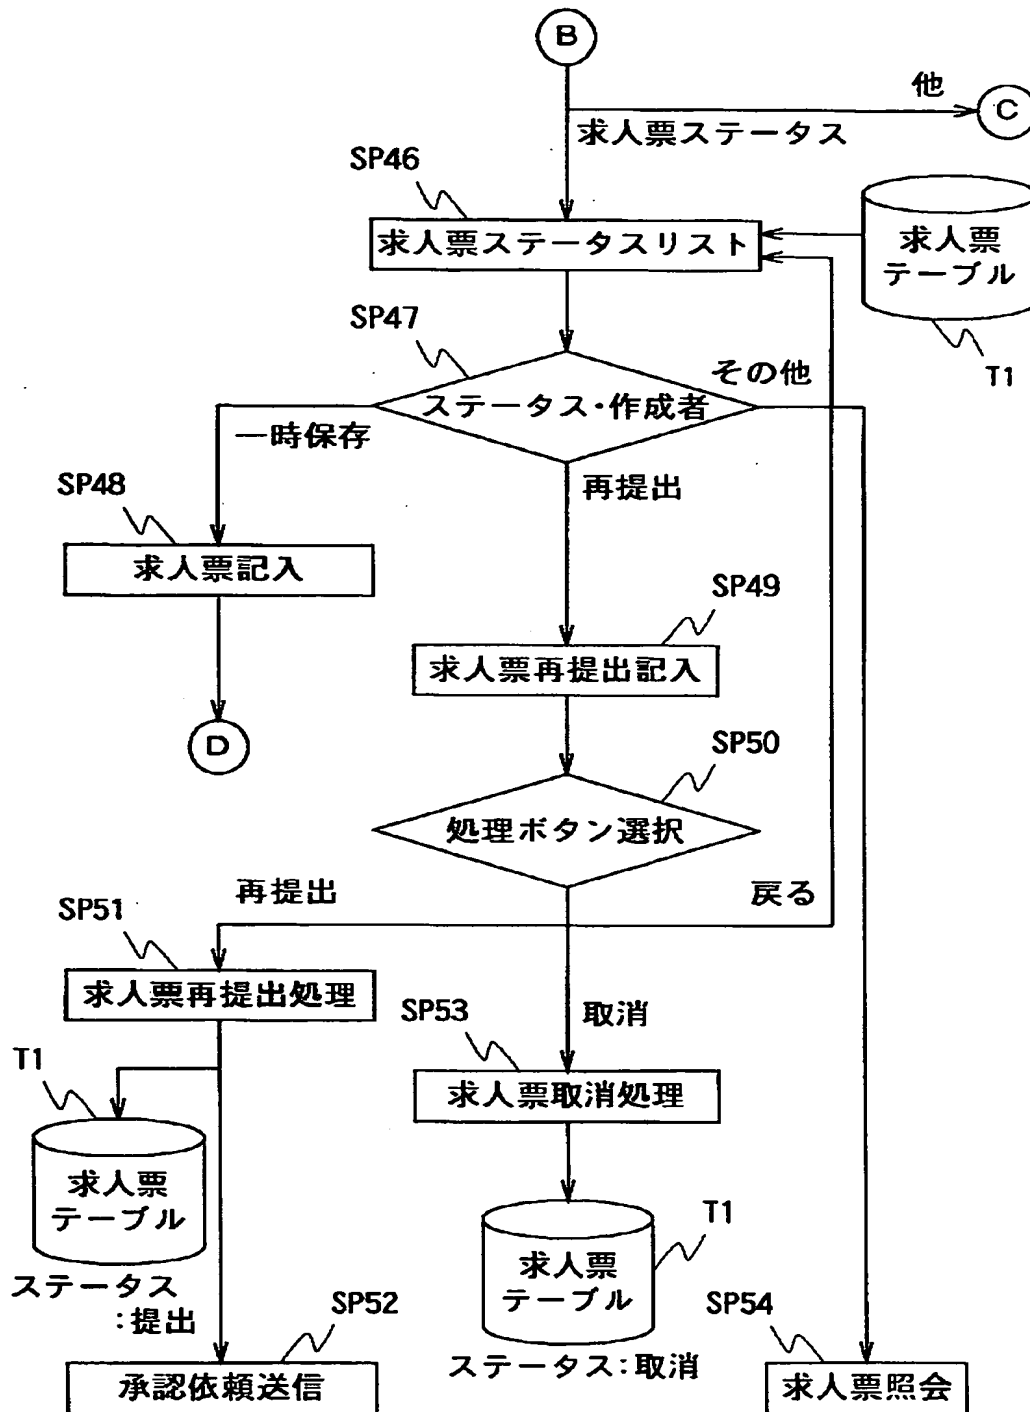 B
他
C
求人票ステータス
SP46
求人票ステータスリスト
求人票
テーブル
T1
SP47
その他
ステータス・作成者
一時保存
再提出
SP48
求人票記入
SP49
求人票再提出記入
D
SP50
処理ボタン選択
再提出
戻る
SP51
求人票再提出処理
取消
SP53
求人票取消処理
T1
求人票
テーブル
ステータス
:提出
T1
求人票
テーブル
ステータス:取消
SP52
承認依頼送信
SP54
求人票照会